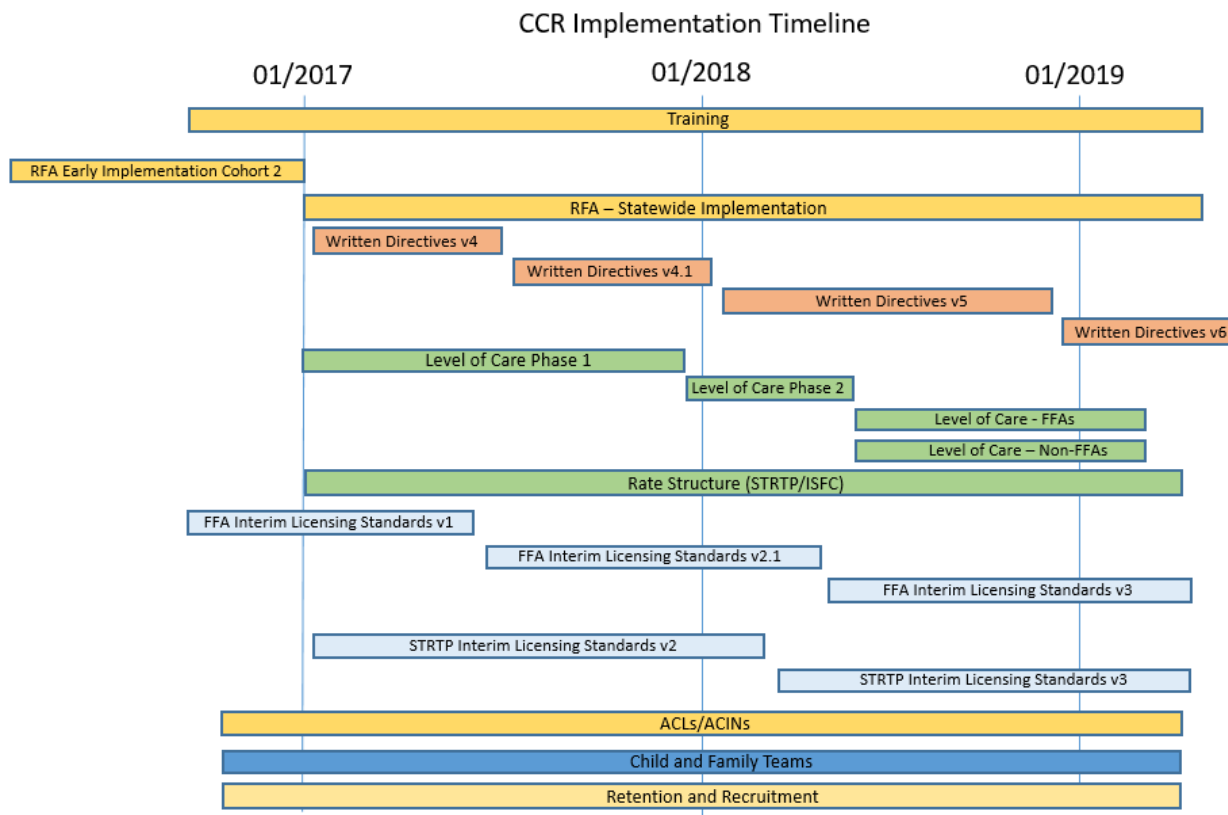 CCR Implementation Timeline
01/2017 01/2018 01/2019
Training
RFA Early Implementation Cohort 2
RFA – Statewide Implementation
Written Directives v4
Written Directives v4.1
Written Directives v5
Written Directives v6
Level of Care Phase 1
Level of Care Phase 2
Level of Care - FFAs
Level of Care – Non-FFAs
Rate Structure (STRTP/ISFC)
FFA Interim Licensing Standards v1
FFA Interim Licensing Standards v2.1
FFA Interim Licensing Standards v3
STRTP Interim Licensing Standards v2
STRTP Interim Licensing Standards v3
ACLs/ACINs
Child and Family Teams
Retention and Recruitment